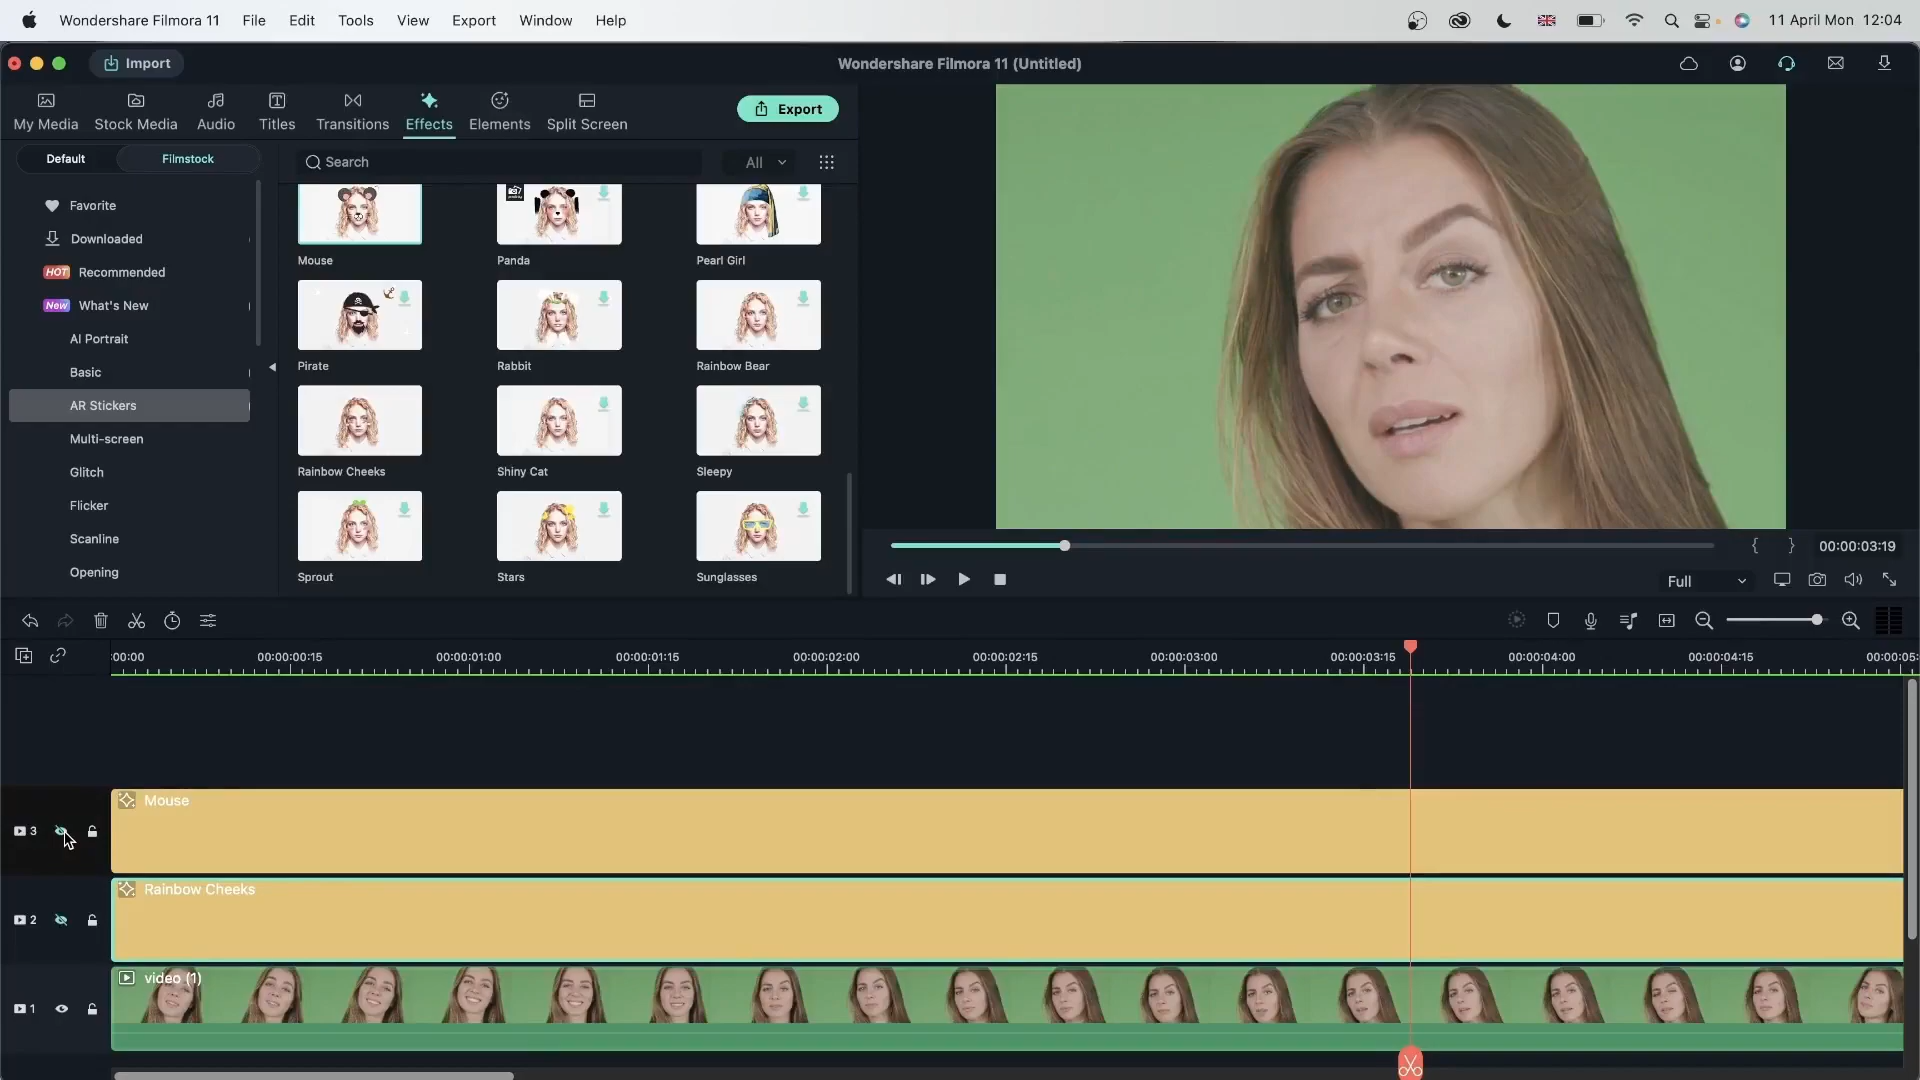 Wondershare Filmora 11 File Edit Tools View Export Window Help 11 April Mon 12:04
Import Wondershare Filmora 11 (Untitled)
My Media Stock Media Audio Titles Transitions Effects Elements Split Screen Export
Default Filmstock Search All
Favorite
Downloaded
HOT Recommended
New What's New
AI Portrait
Basic
AR Stickers
Multi-screen
Glitch
Flicker
Scanline
Opening
Mouse Panda Pearl Girl
Pirate Rabbit Rainbow Bear
Rainbow Cheeks Shiny Cat Sleepy
Sprout Stars Sunglasses
{ } 00:00:03:19
Full
:00:00 00:00:00:15 00:00:01:00 00:00:01:15 00:00:02:00 00:00:02:15 00:00:03:00 00:00:03:15 00:00:04:00 00:00:04:15 00:00:05:
3 Mouse
2 Rainbow Cheeks
1 video (1)